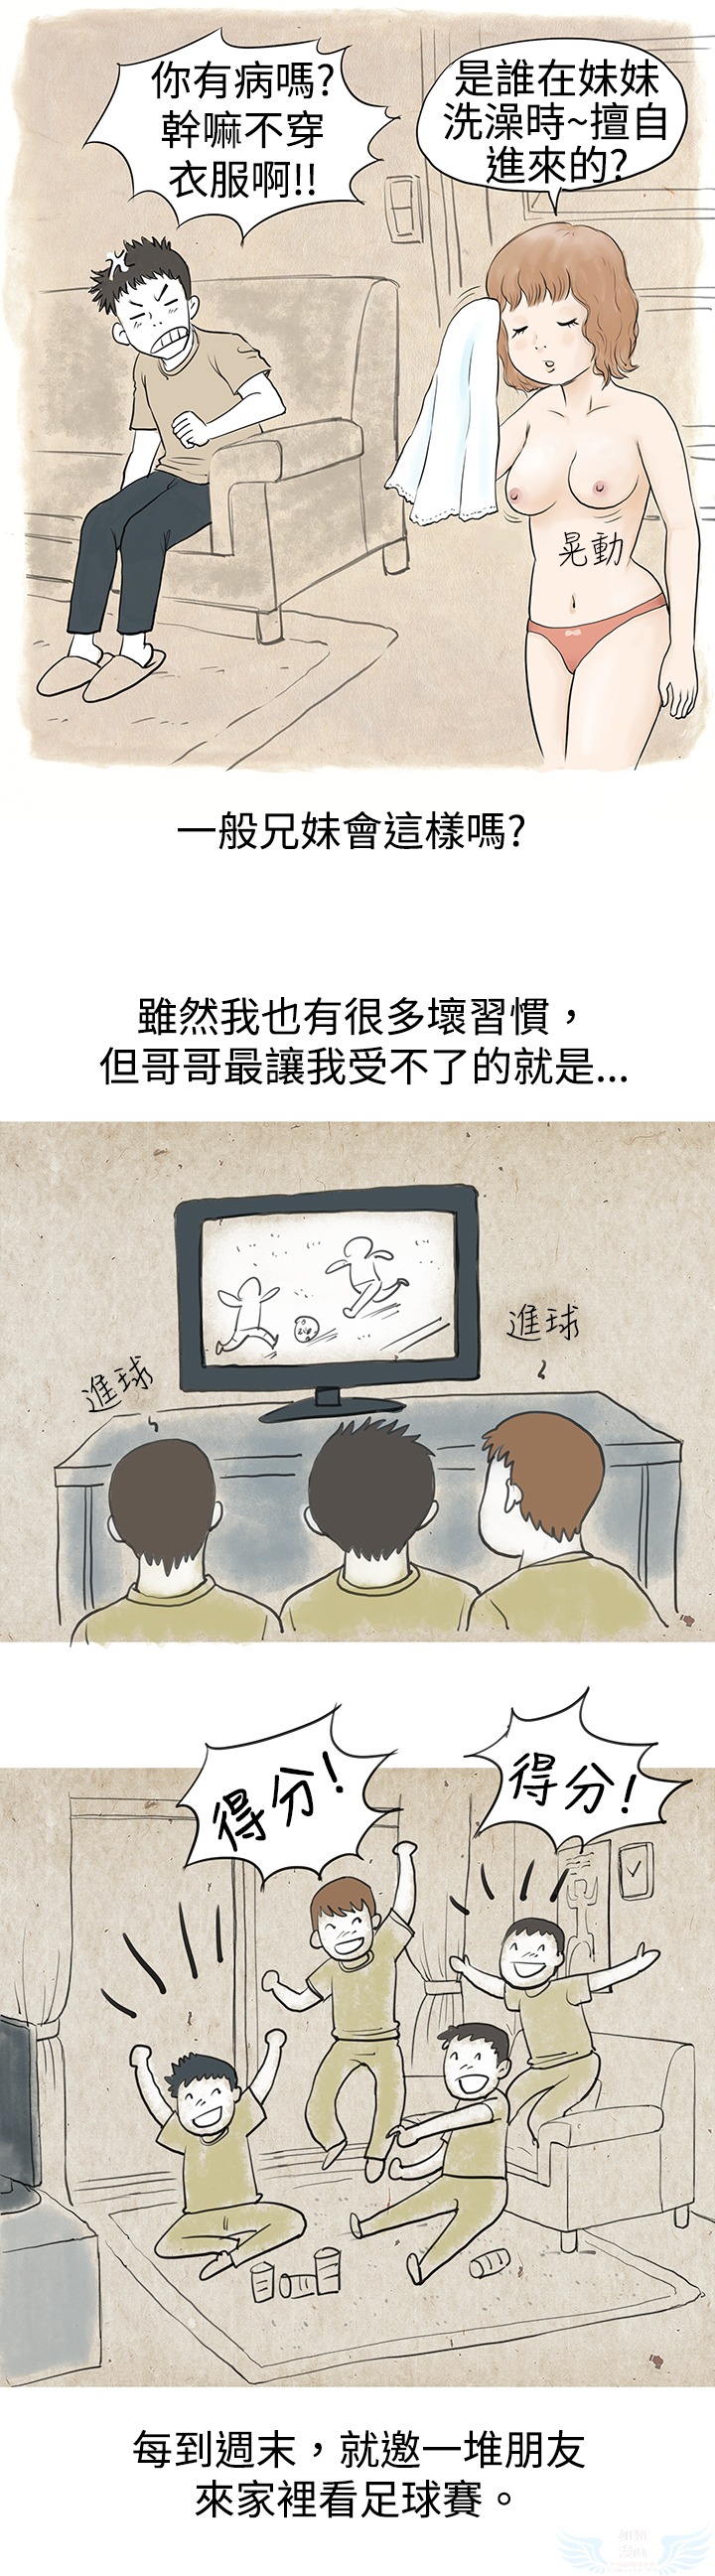 你有病嗎?
幹嘛不穿
衣服啊!!
是誰在妹妹
洗澡時~擅自
進來的?
晃動
一般兄妹會這樣嗎?
雖然我也有很多壞習慣，
但哥哥最讓我受不了的就是...
進球
進球
得分!
得分!
每到週末，就邀一堆朋友
來家裡看足球賽。